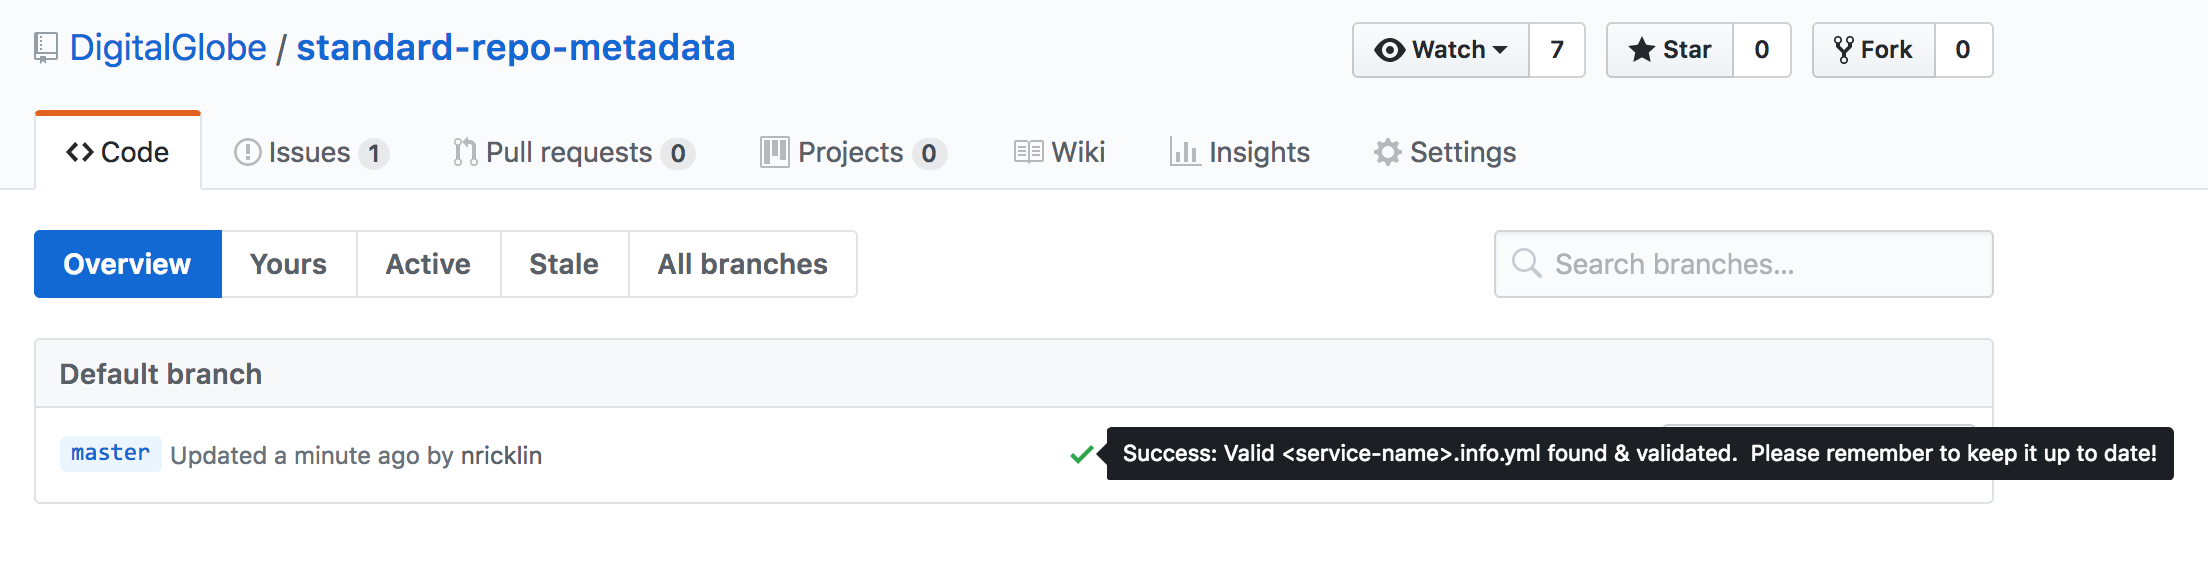 DigitalGlobe / standard-repo-metadata
Watch 7 Star 0 Fork 0
Code Issues 1 Pull requests 0 Projects 0 Wiki Insights Settings
Overview Yours Active Stale All branches Search branches...
Default branch
master Updated a minute ago by nricklin Success: Valid <service-name>.info.yml found & validated.  Please remember to keep it up to date!